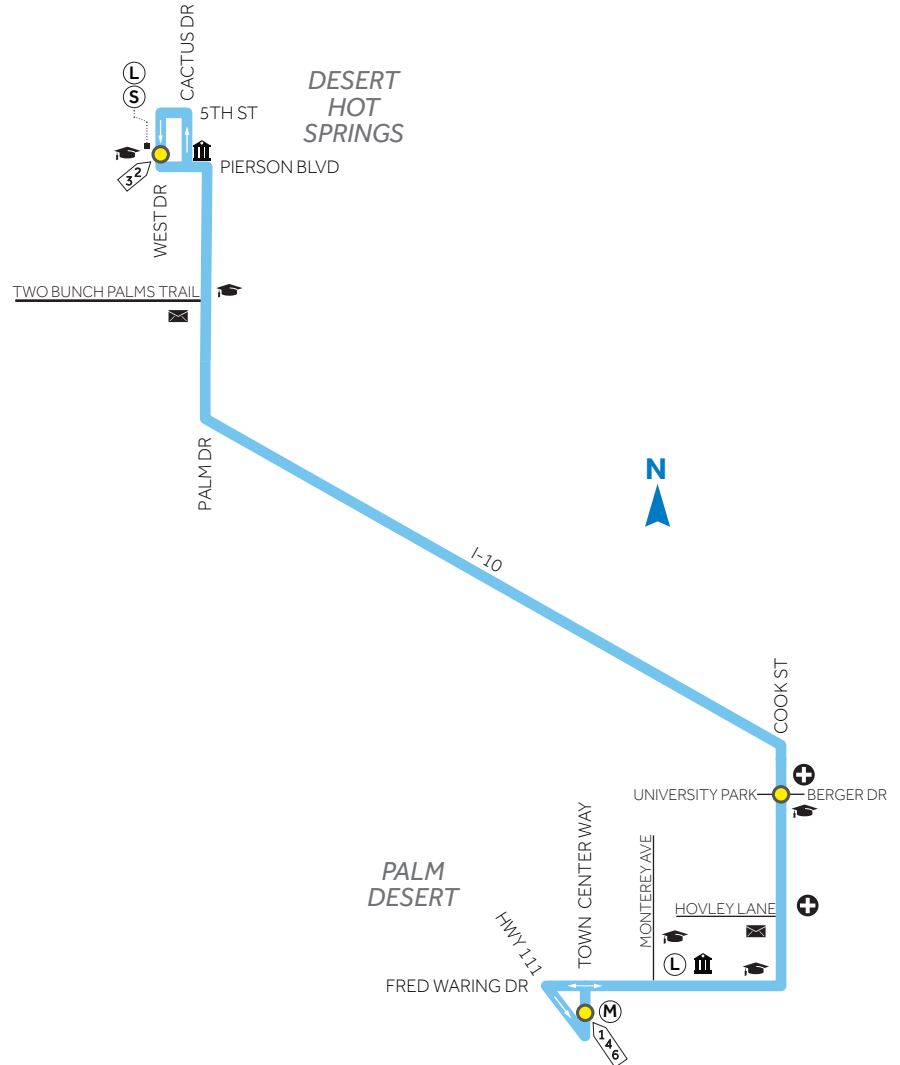 CACTUS DR
L
S
DESERT
HOT
SPRINGS
5TH ST
PIERSON BLVD
3 2
WEST DR
TWO BUNCH PALMS TRAIL
PALM DR
N
I-10
COOK ST
UNIVERSITY PARK
BERGER DR
TOWN CENTER WAY
MONTEREY AVE
PALM
DESERT
HOVLEY LANE
HWY 111
L
FRED WARING DR
M
1
4
6